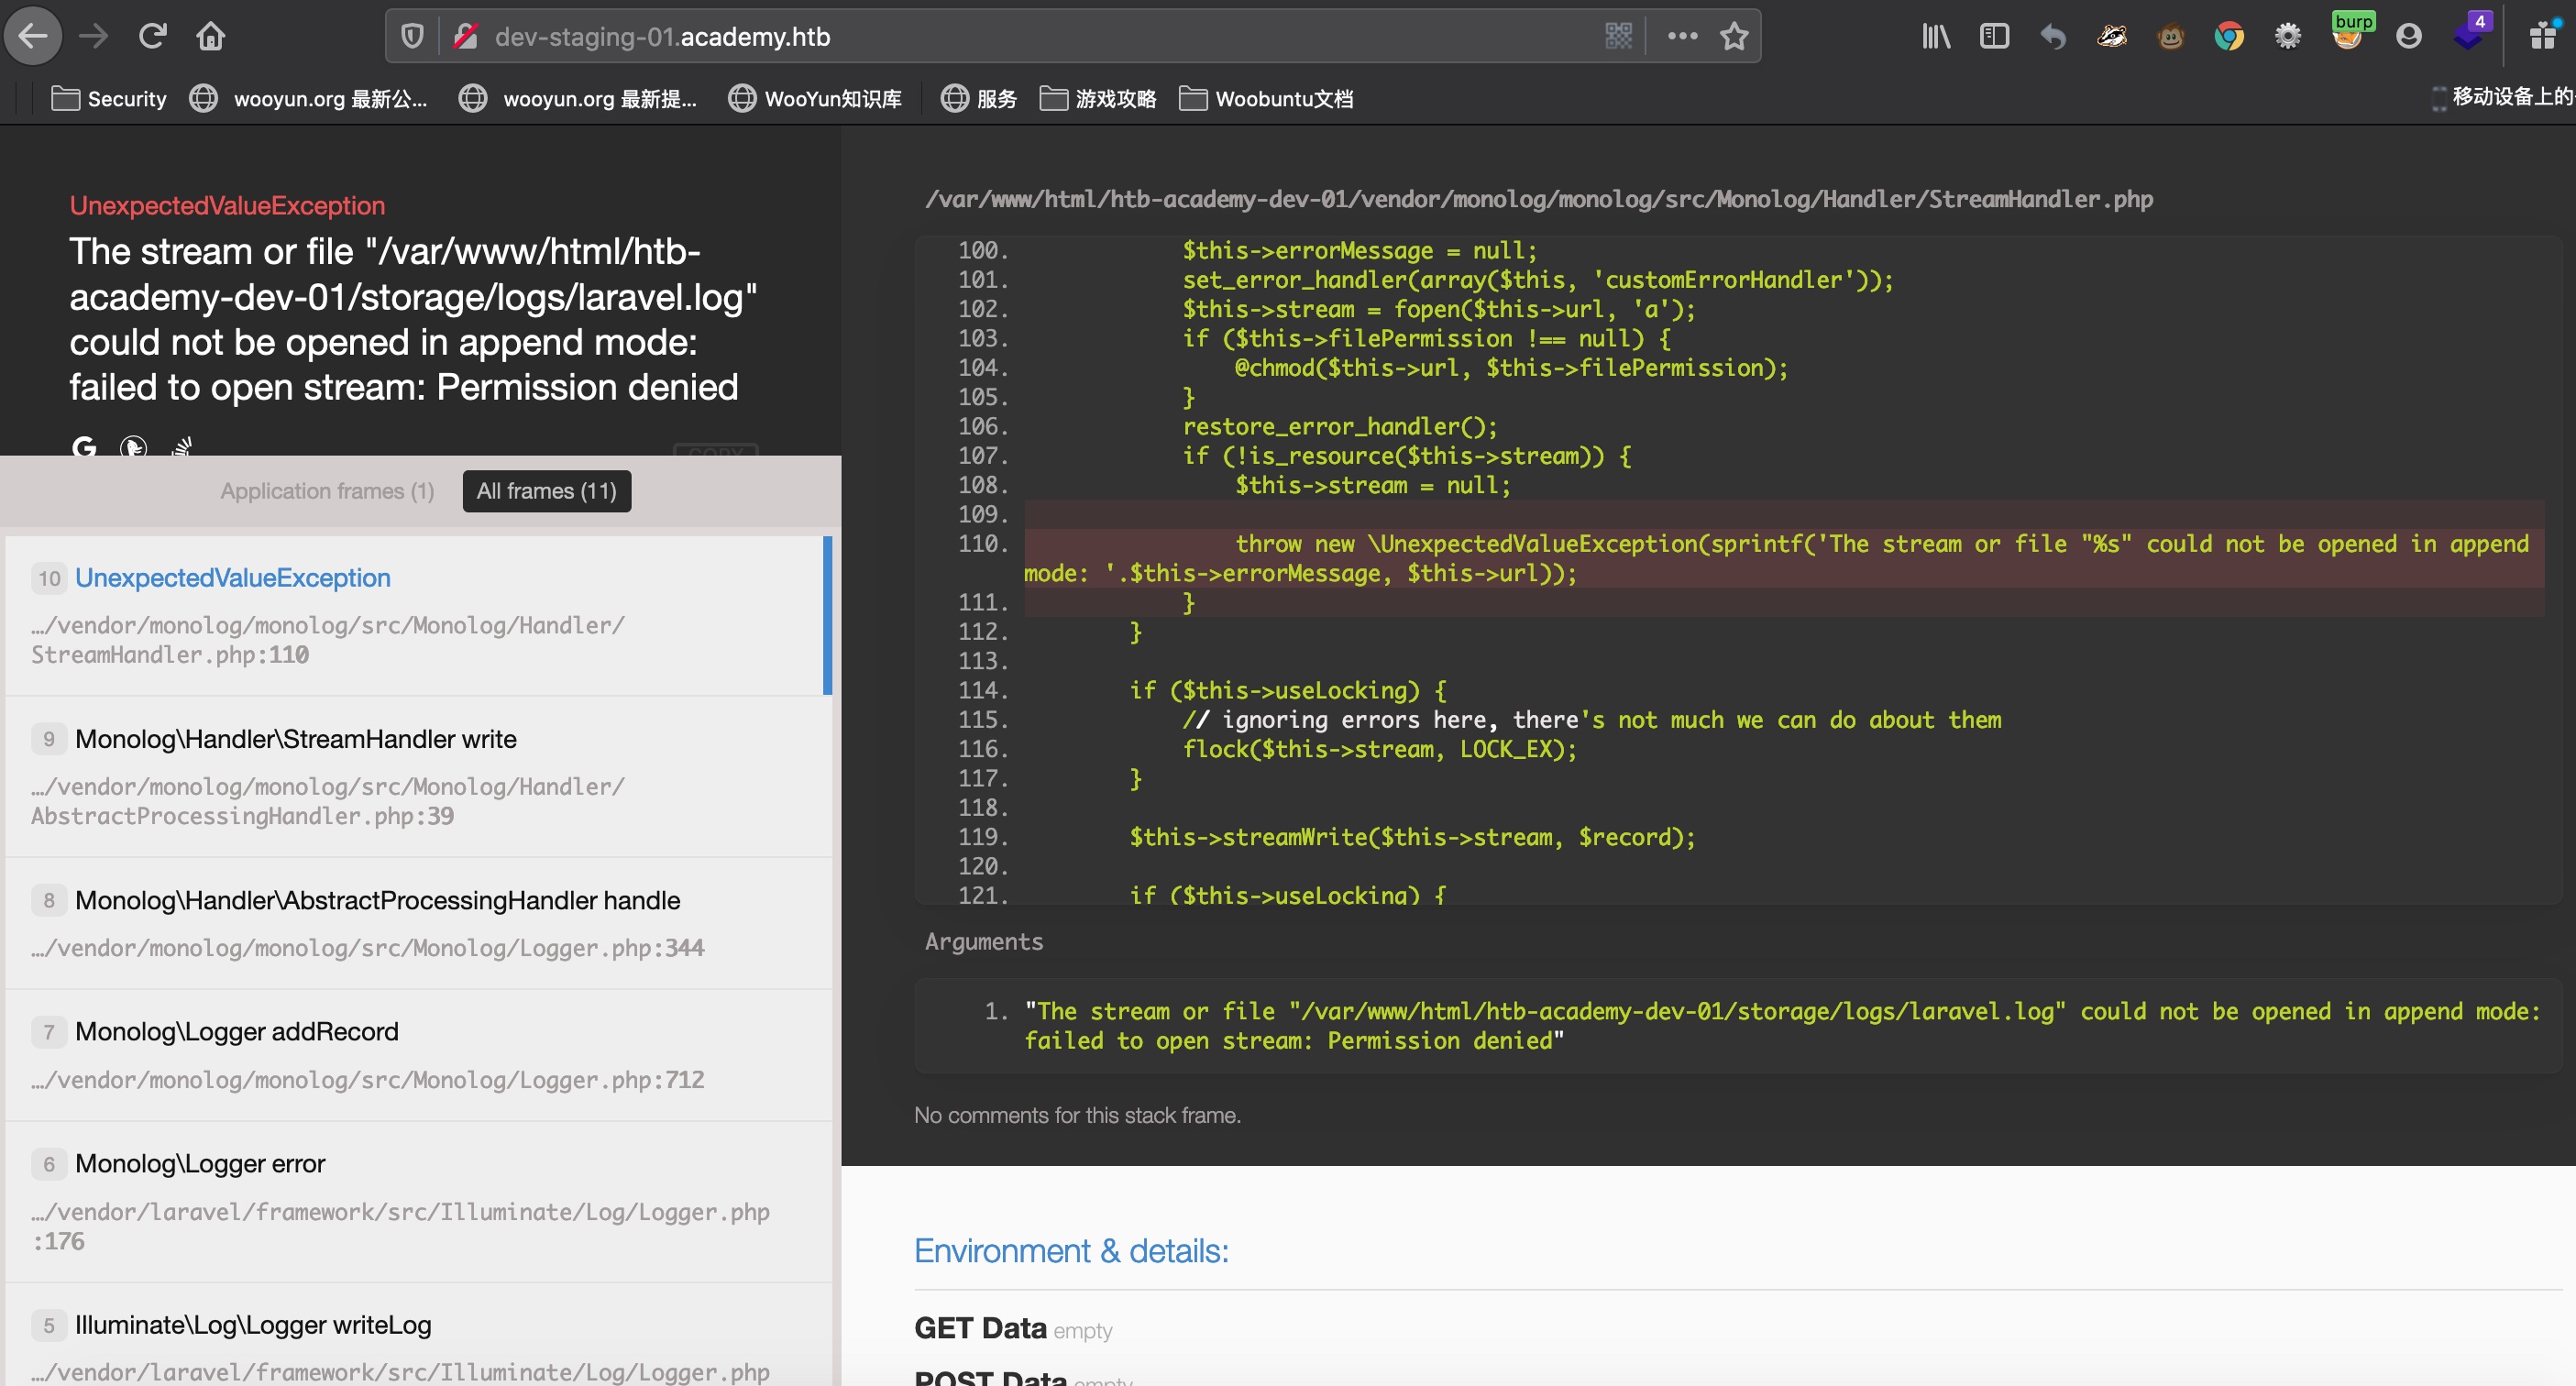 dev-staging-01.academy.htb
burp
4
Security
wooyun.org 最新公...
wooyun.org 最新提...
WooYun知识库
服务
游戏攻略
Woobuntu文档
移动设备上的
UnexpectedValueException
The stream or file "/var/www/html/htb-
academy-dev-01/storage/logs/laravel.log"
could not be opened in append mode:
failed to open stream: Permission denied
COPY
Application frames (1)
All frames (11)
10 UnexpectedValueException
…/vendor/monolog/monolog/src/Monolog/Handler/
StreamHandler.php:110
9 Monolog\Handler\StreamHandler write
…/vendor/monolog/monolog/src/Monolog/Handler/
AbstractProcessingHandler.php:39
8 Monolog\Handler\AbstractProcessingHandler handle
…/vendor/monolog/monolog/src/Monolog/Logger.php:344
7 Monolog\Logger addRecord
…/vendor/monolog/monolog/src/Monolog/Logger.php:712
6 Monolog\Logger error
…/vendor/laravel/framework/src/Illuminate/Log/Logger.php
:176
5 Illuminate\Log\Logger writeLog
…/vendor/laravel/framework/src/Illuminate/Log/Logger.php
/var/www/html/htb-academy-dev-01/vendor/monolog/monolog/src/Monolog/Handler/StreamHandler.php
100. $this->errorMessage = null;
101. set_error_handler(array($this, 'customErrorHandler'));
102. $this->stream = fopen($this->url, 'a');
103. if ($this->filePermission !== null) {
104. @chmod($this->url, $this->filePermission);
105. }
106. restore_error_handler();
107. if (!is_resource($this->stream)) {
108. $this->stream = null;
109.
110. throw new \UnexpectedValueException(sprintf('The stream or file "%s" could not be opened in append
mode: '.$this->errorMessage, $this->url));
111. }
112. }
113.
114. if ($this->useLocking) {
115. // ignoring errors here, there's not much we can do about them
116. flock($this->stream, LOCK_EX);
117. }
118.
119. $this->streamWrite($this->stream, $record);
120.
121. if ($this->useLocking) {
Arguments
1. "The stream or file "/var/www/html/htb-academy-dev-01/storage/logs/laravel.log" could not be opened in append mode:
failed to open stream: Permission denied"
No comments for this stack frame.
Environment & details:
GET Data empty
POST Data empty